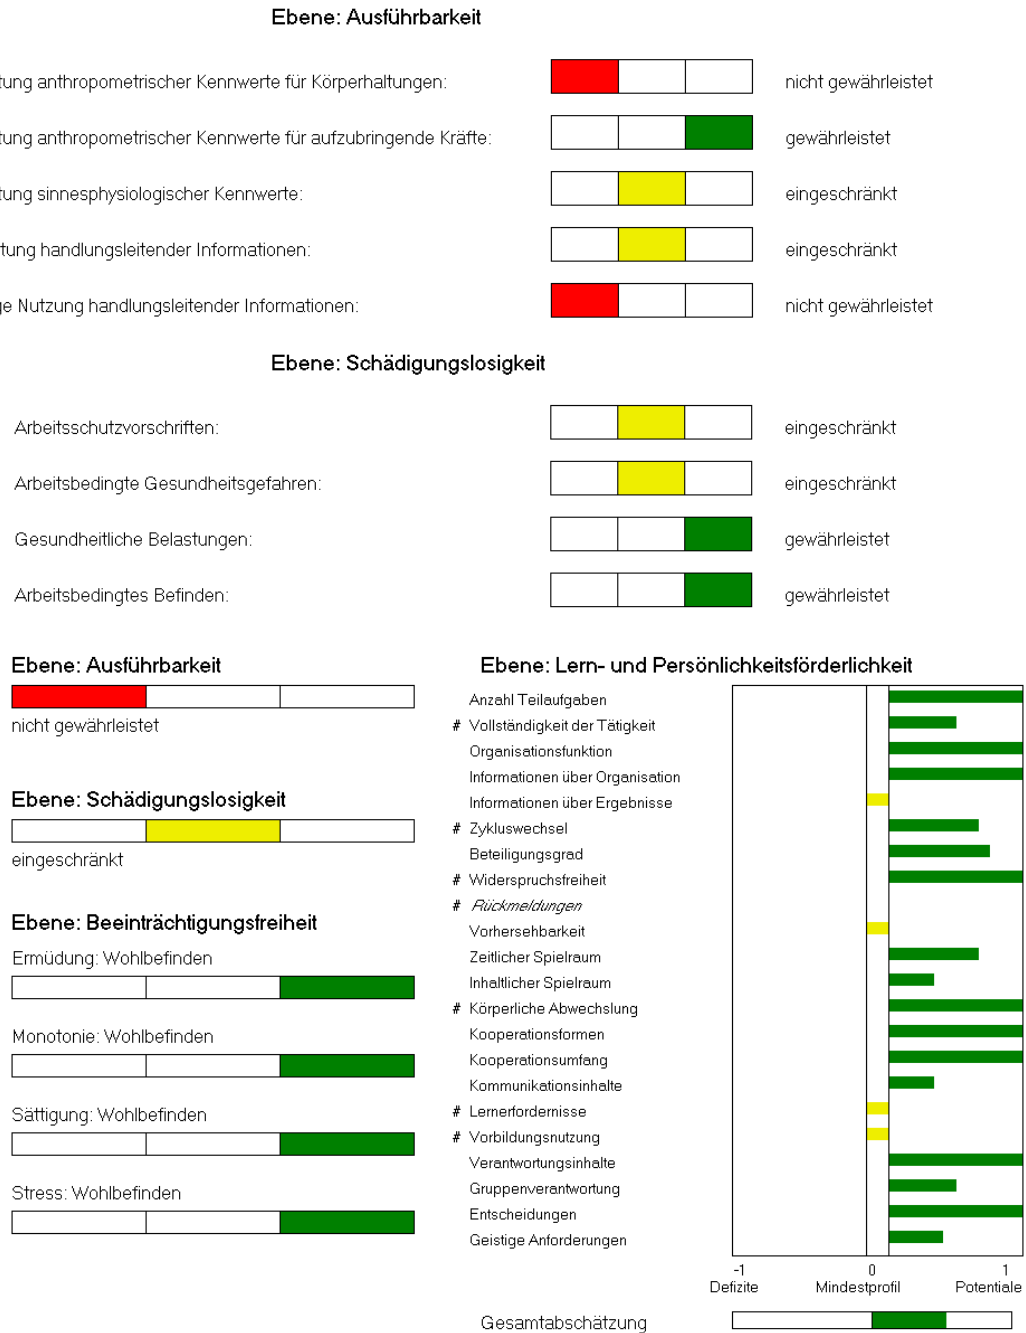 Ebene: Ausführbarkeit
tung anthropometrischer Kennwerte für Körperhaltungen: nicht gewährleistet
tung anthropometrischer Kennwerte für aufzubringende Kräfte: gewährleistet
tung sinnesphysiologischer Kennwerte: eingeschränkt
tung handlungsleitender Informationen: eingeschränkt
ge Nutzung handlungsleitender Informationen: nicht gewährleistet
Ebene: Schädigungslosigkeit
Arbeitsschutzvorschriften: eingeschränkt
Arbeitsbedingte Gesundheitsgefahren: eingeschränkt
Gesundheitliche Belastungen: gewährleistet
Arbeitsbedingtes Befinden: gewährleistet
Ebene: Ausführbarkeit
nicht gewährleistet
Ebene: Schädigungslosigkeit
eingeschränkt
Ebene: Beeinträchtigungsfreiheit
Ermüdung: Wohlbefinden
Monotonie: Wohlbefinden
Sättigung: Wohlbefinden
Stress: Wohlbefinden
Ebene: Lern- und Persönlichkeitsförderlichkeit
Anzahl Teilaufgaben
# Vollständigkeit der Tätigkeit
Organisationsfunktion
Informationen über Organisation
Informationen über Ergebnisse
# Zykluswechsel
Beteiligungsgrad
# Widerspruchsfreiheit
# Rückmeldungen
Vorhersehbarkeit
Zeitlicher Spielraum
Inhaltlicher Spielraum
# Körperliche Abwechslung
Kooperationsformen
Kooperationsumfang
Kommunikationsinhalte
# Lernerfordernisse
# Vorbildungsnutzung
Verantwortungsinhalte
Gruppenverantwortung
Entscheidungen
Geistige Anforderungen
-1 0 1
Defizite Mindestprofil Potentiale
Gesamtabschätzung